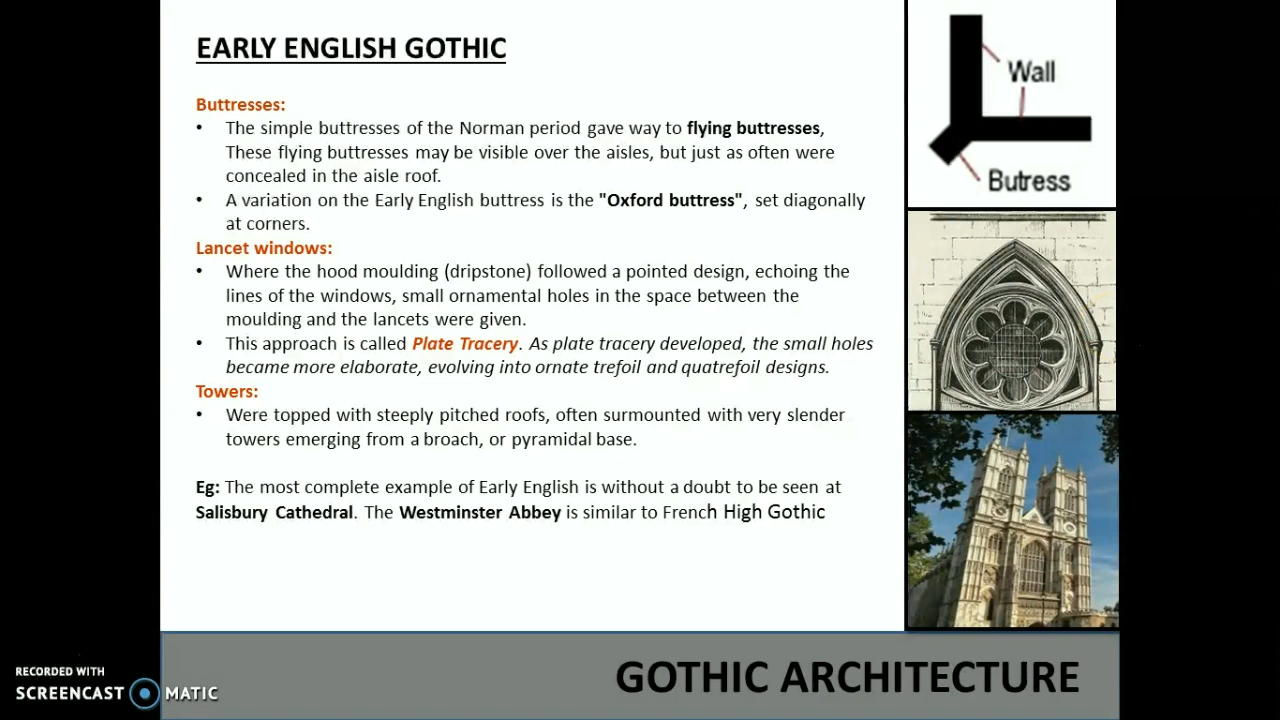 EARLY ENGLISH GOTHIC
Buttresses:
• The simple buttresses of the Norman period gave way to flying buttresses,
These flying buttresses may be visible over the aisles, but just as often were
concealed in the aisle roof.
• A variation on the Early English buttress is the "Oxford buttress", set diagonally
at corners.
Lancet windows:
• Where the hood moulding (dripstone) followed a pointed design, echoing the
lines of the windows, small ornamental holes in the space between the
moulding and the lancets were given.
• This approach is called Plate Tracery. As plate tracery developed, the small holes
became more elaborate, evolving into ornate trefoil and quatrefoil designs.
Towers:
• Were topped with steeply pitched roofs, often surmounted with very slender
towers emerging from a broach, or pyramidal base.
Eg: The most complete example of Early English is without a doubt to be seen at
Salisbury Cathedral. The Westminster Abbey is similar to French High Gothic
Wall
Butress
GOTHIC ARCHITECTURE
RECORDED WITH
SCREENCAST MATIC